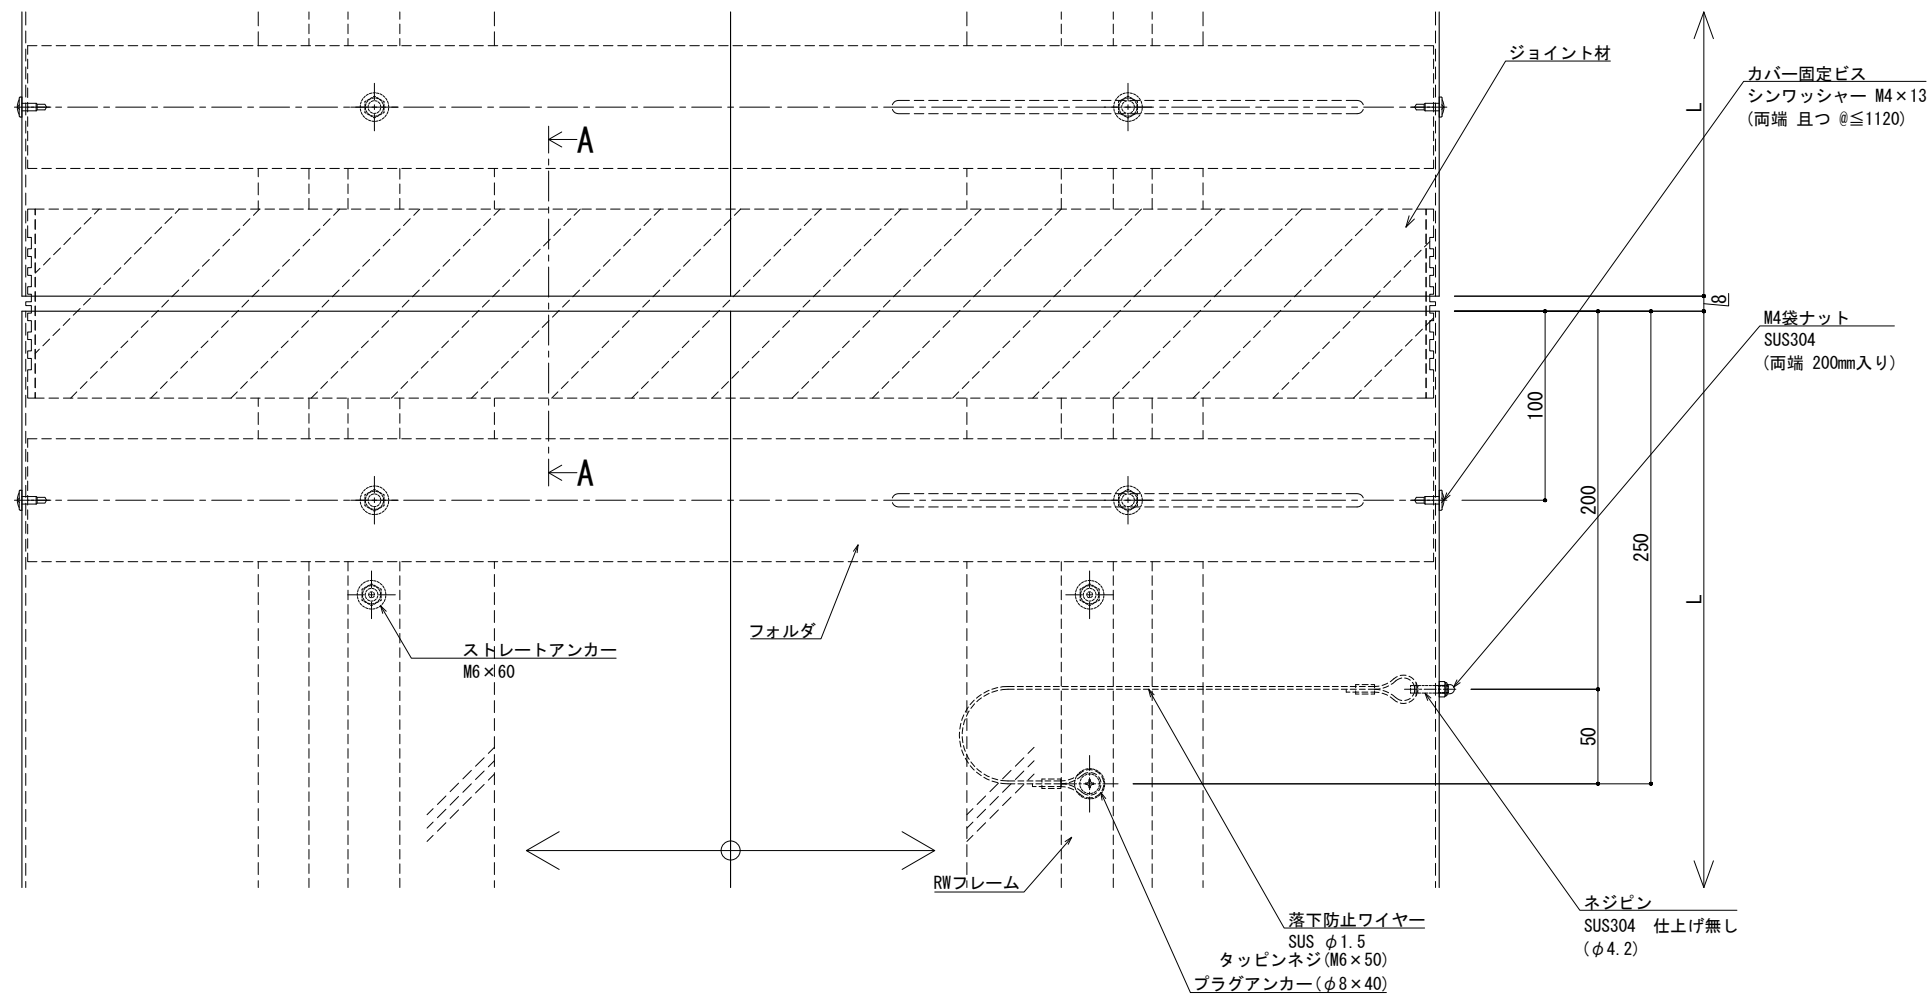 ジョイント材
カバー固定ビス
シンワッシャー M4×13
(両端 且つ @≦1120)
L
A
8
M4袋ナット
SUS304
(両端 200mm入り)
100
A
200
250
L
フォルダ
ストレートアンカー
M6×60
50
RWフレーム
ネジピン
SUS304 仕上げ無し
(φ4.2)
落下防止ワイヤー
SUS φ1.5
タッピンネジ(M6×50)
プラグアンカー(φ8×40)